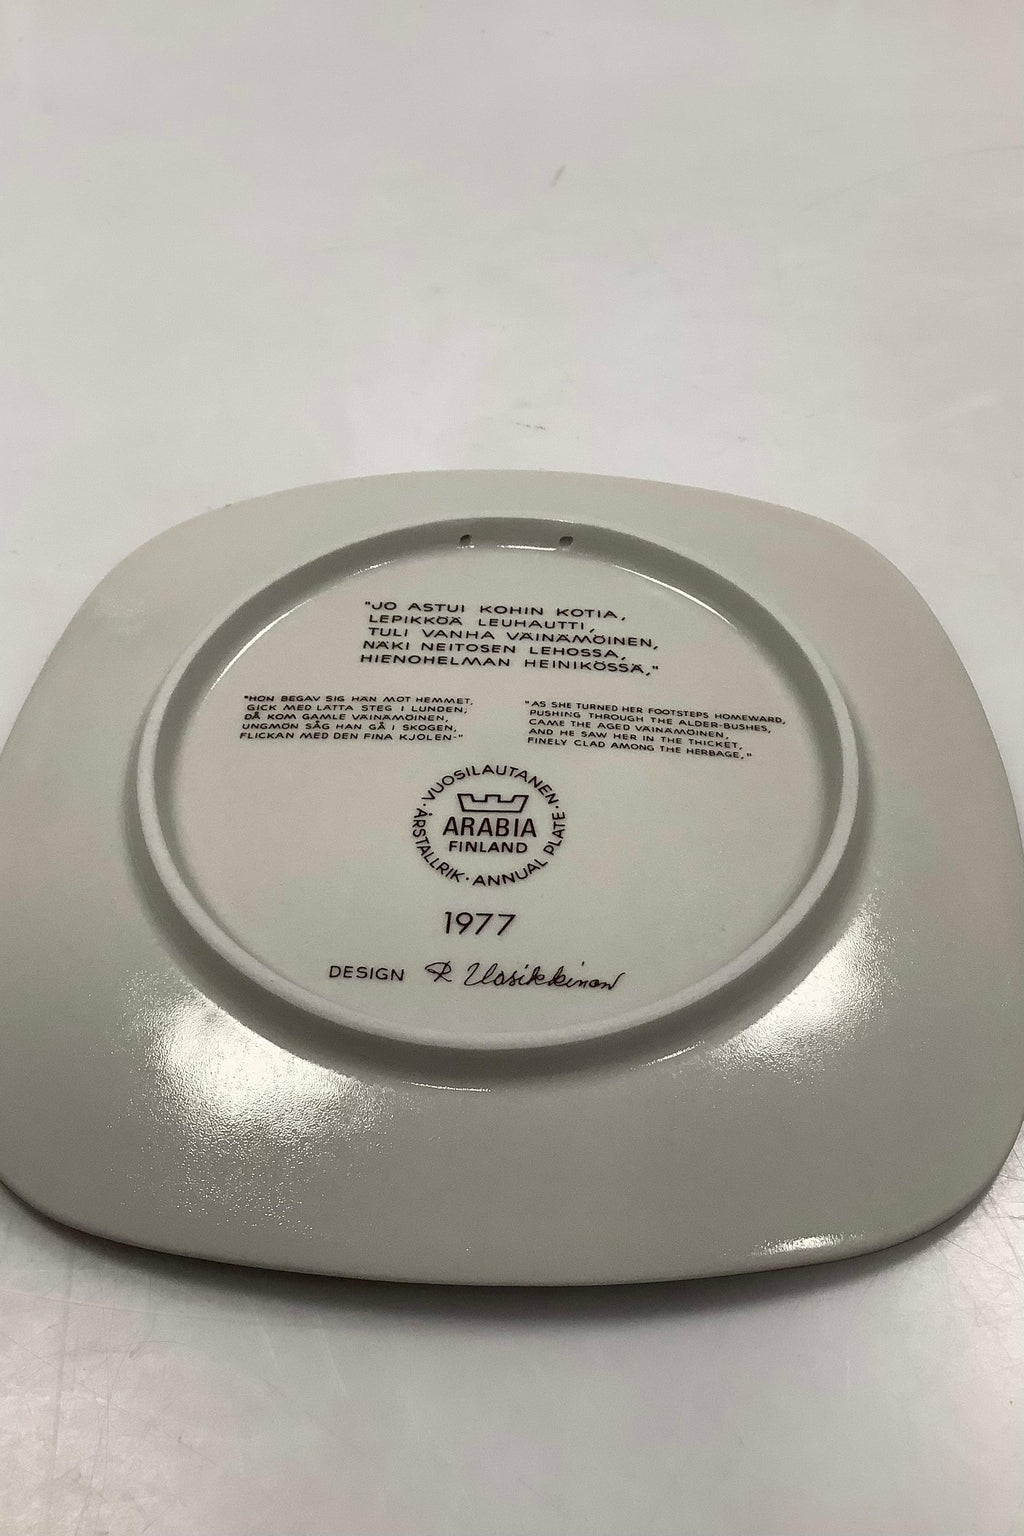 "JO ASTUI KOHIN KOTIA,
LEPIKKÖÄ LEUHAUTTI,
TULI VANHA VÄINÄMÖINEN,
NÄKI NEITOSEN LEHOSSA,
HIENOHELMAN HEINIKÖSSÄ,"
"HON BEGAV SIG HÄN MOT HEMMET,
GICK MED LÄTTA STEG I LUNDEN;
DÅ KOM GAMLE VÄINÄMÖINEN,
UNGMÖN SÅG HAN GÅ I SKOGEN,
FLICKAN MED DEN FINA KJOLEN-"
"AS SHE TURNED HER FOOTSTEPS HOMEWARD,
PUSHING THROUGH THE ALDER-BUSHES,
CAME THE AGED VÄINÄMÖINEN,
AND HE SAW HER IN THE THICKET,
FINELY CLAD AMONG THE HERBAGE,"
·VUOSILAUTANEN·
ARABIA
FINLAND
ÅRSTALLRIK·ANNUAL PLATE
1977
DESIGN R Uosikkinen